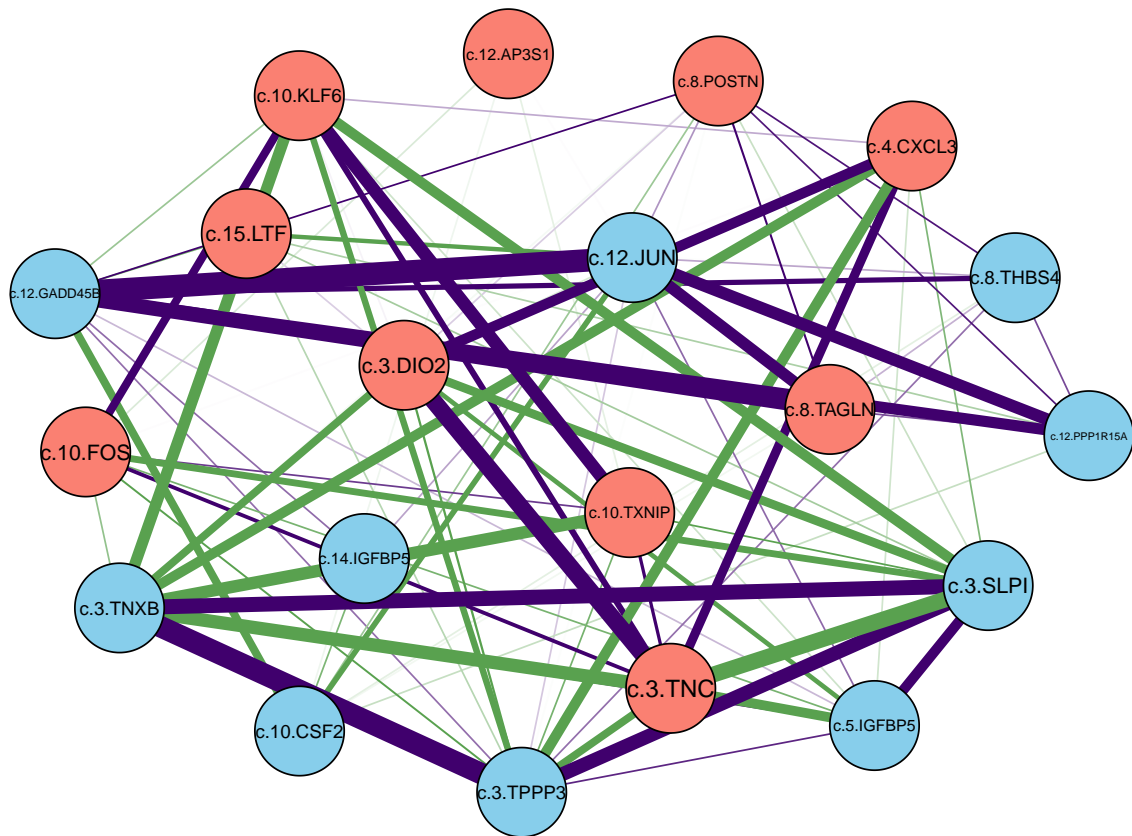 c.12.AP3S1
c.8.POSTN
c.10.KLF6
c.4.CXCL3
c.15.LTF
c.12.JUN
c.8.THBS4
c.12.GADD45B
c.3.DIO2
c.8.TAGLN
c.12.PPP1R15A
c.10.FOS
c.10.TXNIP
c.14.IGFBP5
c.3.SLPI
c.3.TNXB
c.3.TNC
c.5.IGFBP5
c.10.CSF2
c.3.TPPP3